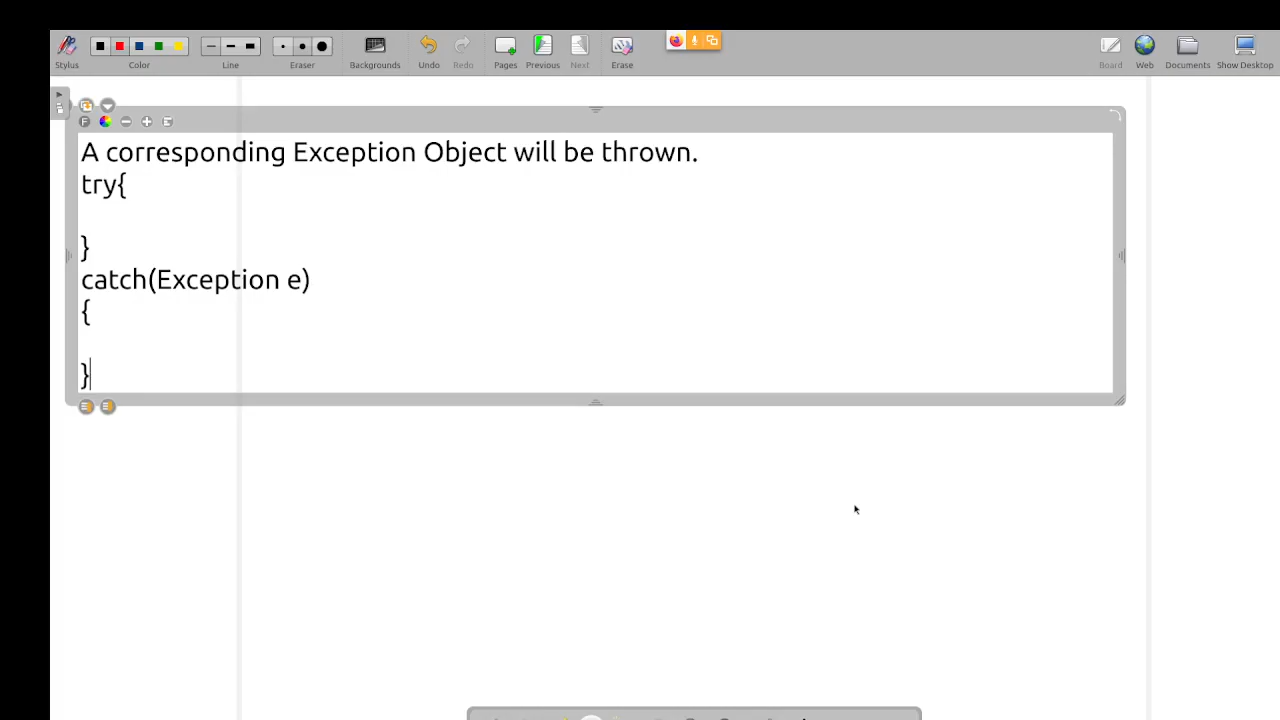 Stylus
Color
Line
Eraser
Backgrounds
Undo
Redo
Pages
Previous
Next
Erase
Board
Web
Documents
Show Desktop
F
A corresponding Exception Object will be thrown.
try{
}
catch(Exception e)
{
}